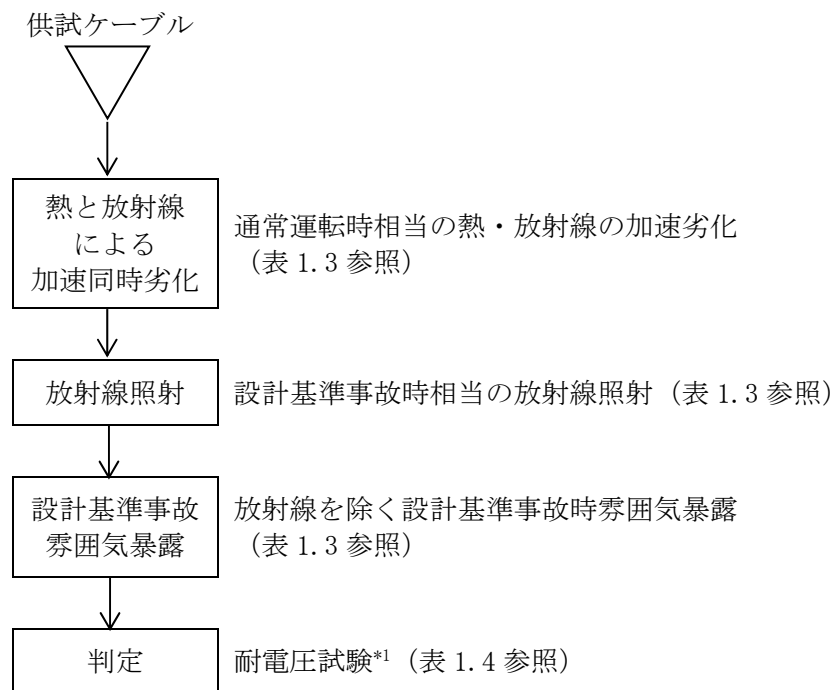 供試ケーブル
熱と放射線
による
加速同時劣化
通常運転時相当の熱・放射線の加速劣化
（表 1.3 参照）
放射線照射
設計基準事故時相当の放射線照射（表 1.3 参照）
設計基準事故
雰囲気暴露
放射線を除く設計基準事故時雰囲気暴露
（表 1.3 参照）
判定
耐電圧試験*1（表 1.4 参照）